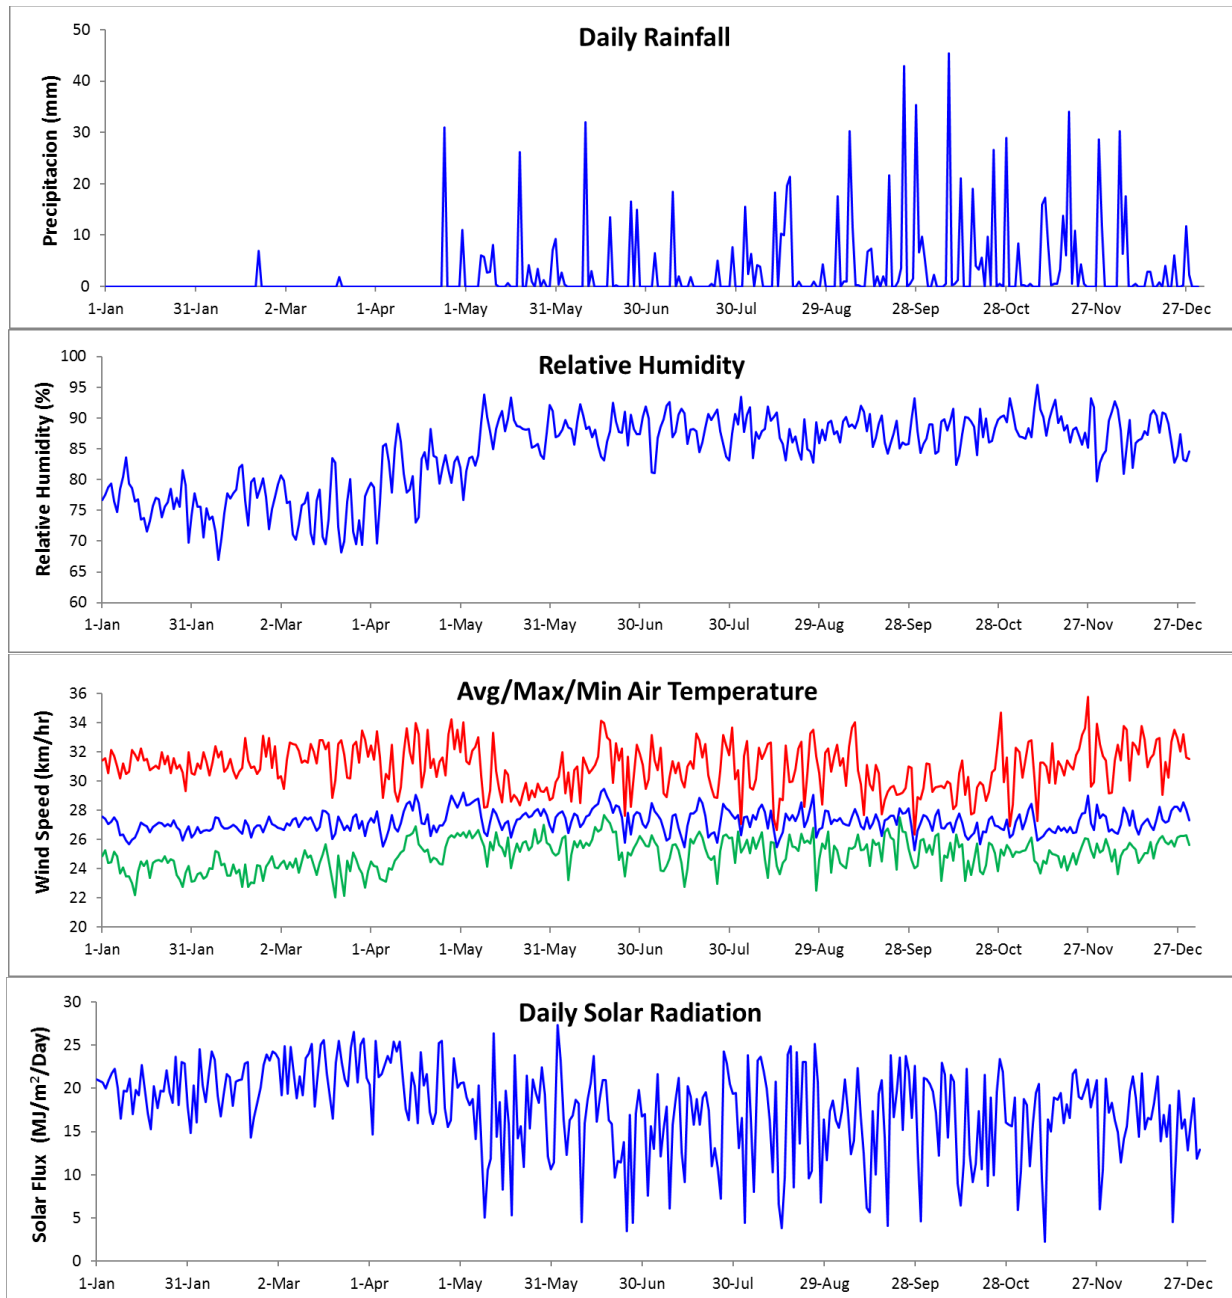 Daily Rainfall
Precipitacion (mm)
50
40
30
20
10
0
1-Jan 31-Jan 2-Mar 1-Apr 1-May 31-May 30-Jun 30-Jul 29-Aug 28-Sep 28-Oct 27-Nov 27-Dec
Relative Humidity
Relative Humidity (%)
100
95
90
85
80
75
70
65
60
1-Jan 31-Jan 2-Mar 1-Apr 1-May 31-May 30-Jun 30-Jul 29-Aug 28-Sep 28-Oct 27-Nov 27-Dec
Avg/Max/Min Air Temperature
Wind Speed (km/hr)
36
34
32
30
28
26
24
22
20
1-Jan 31-Jan 2-Mar 1-Apr 1-May 31-May 30-Jun 30-Jul 29-Aug 28-Sep 28-Oct 27-Nov 27-Dec
Daily Solar Radiation
Solar Flux (MJ/m²/Day)
30
25
20
15
10
5
0
1-Jan 31-Jan 2-Mar 1-Apr 1-May 31-May 30-Jun 30-Jul 29-Aug 28-Sep 28-Oct 27-Nov 27-Dec